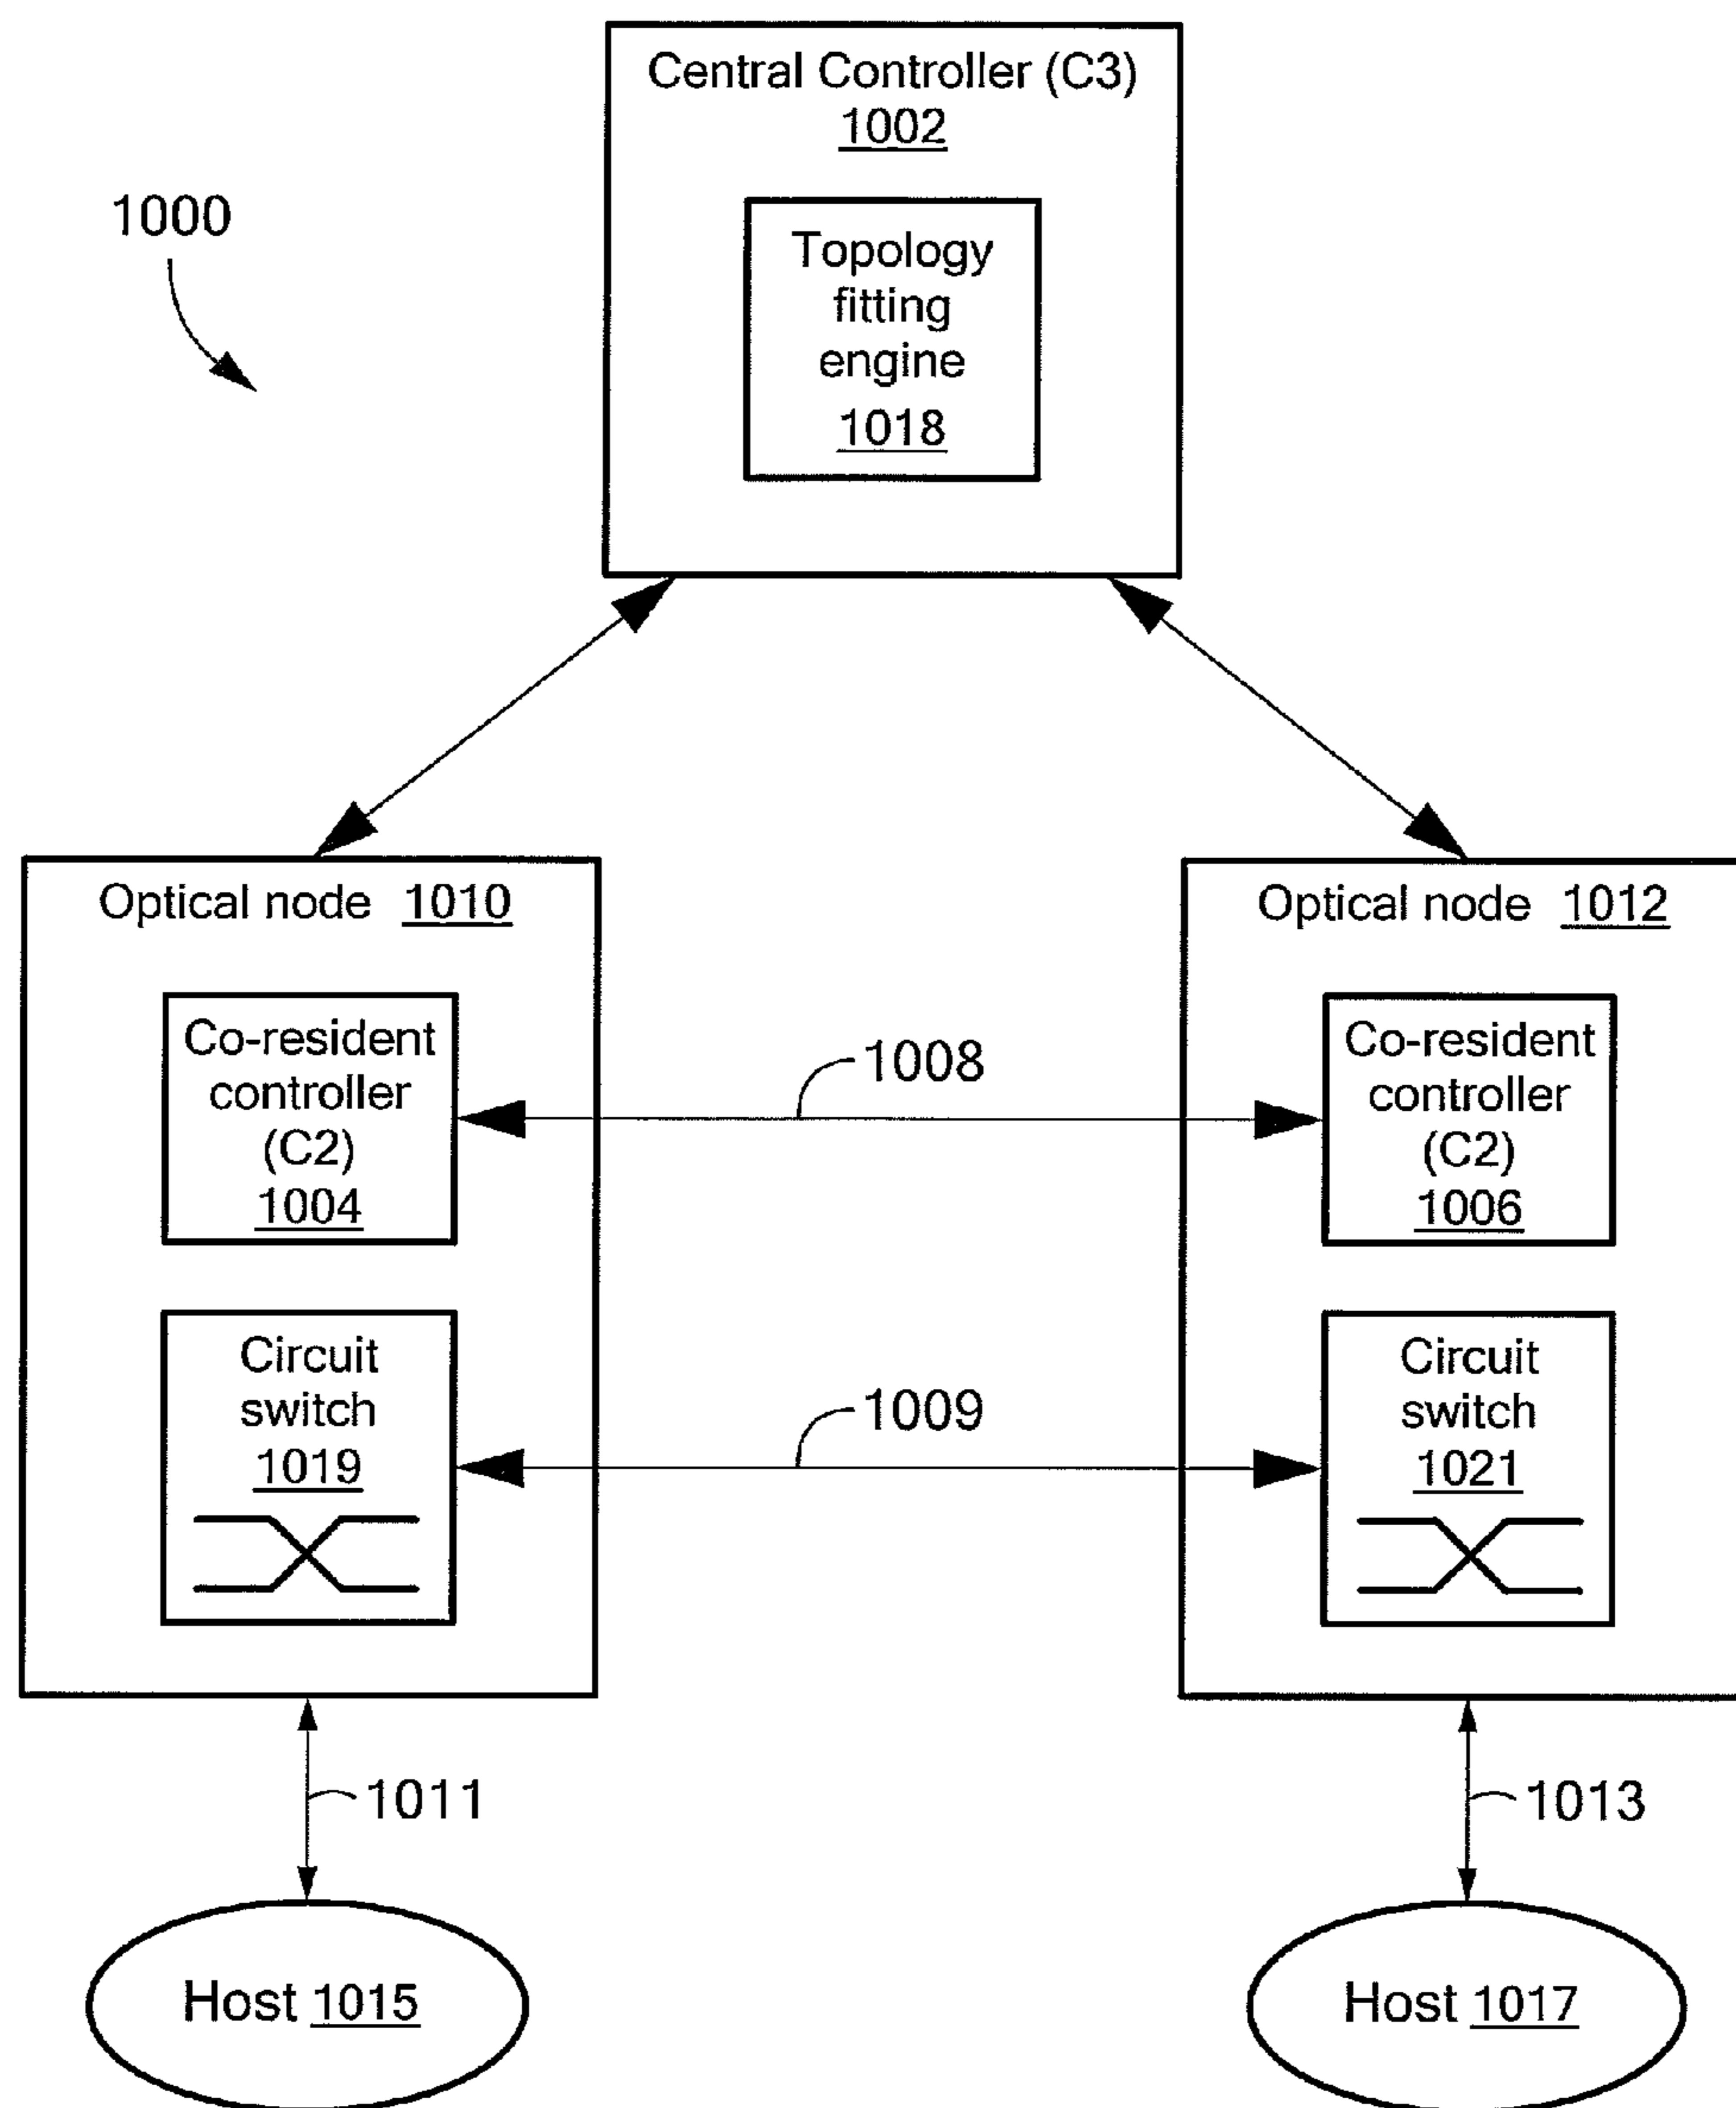 Central Controller (C3)
1002
1000
Topology
fitting
engine
1018
Optical node 1010
Co-resident
controller
(C2)
1004
Circuit
switch
1019
1008
1009
Optical node 1012
Co-resident
controller
(C2)
1006
Circuit
switch
1021
1011
1013
Host 1015
Host 1017